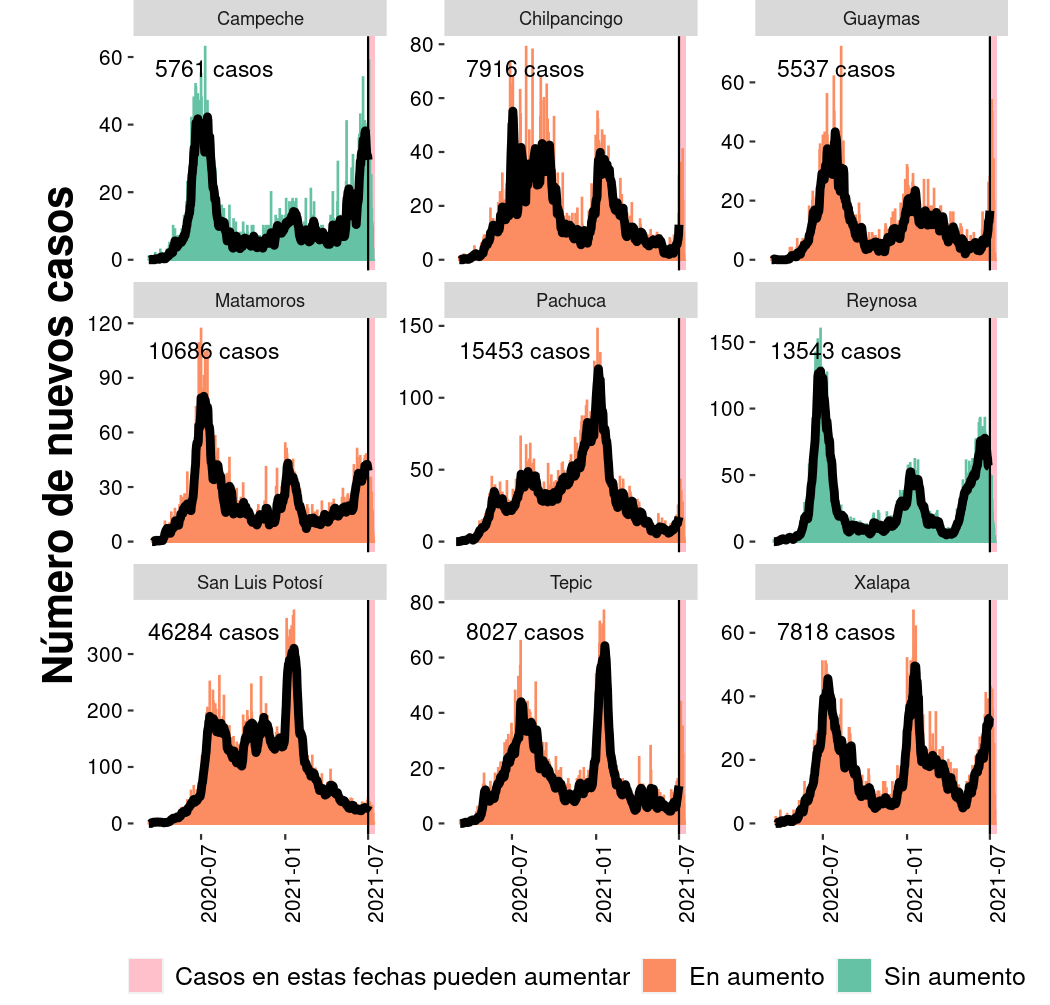 Número de nuevos casos
Campeche
Chilpancingo
Guaymas
60
40
20
0
5761 casos
80
60
40
20
0
7916 casos
60
40
20
0
5537 casos
Matamoros
Pachuca
Reynosa
120
90
60
30
0
10686 casos
150
100
50
0
15453 casos
150
100
50
0
13543 casos
San Luis Potosí
Tepic
Xalapa
300
200
100
0
46284 casos
80
60
40
20
0
8027 casos
60
40
20
0
7818 casos
2020-07
2021-01
2021-07
2020-07
2021-01
2021-07
2020-07
2021-01
2021-07
Casos en estas fechas pueden aumentar
En aumento
Sin aumento